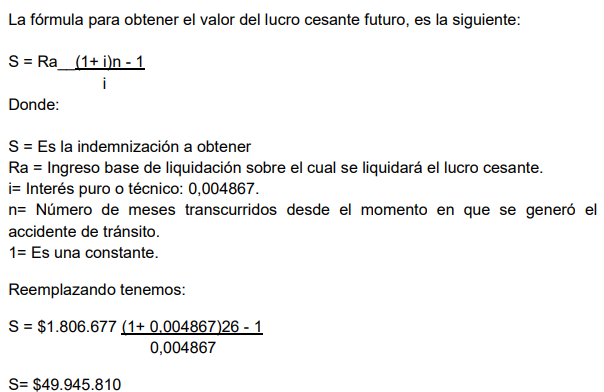 La fórmula para obtener el valor del lucro cesante futuro, es la siguiente:
S = Ra__(1+ i)n - 1
i
Donde:
S = Es la indemnización a obtener
Ra = Ingreso base de liquidación sobre el cual se liquidará el lucro cesante.
i= Interés puro o técnico: 0,004867.
n= Número de meses transcurridos desde el momento en que se generó el
accidente de tránsito.
1= Es una constante.
Reemplazando tenemos:
S = $1.806.677 (1+ 0,004867)26 - 1
0,004867
S= $49.945.810